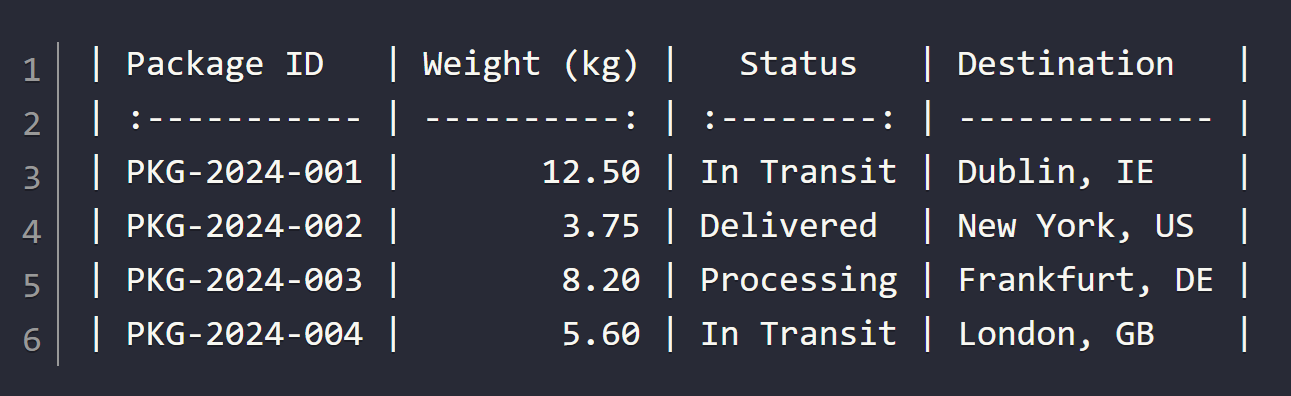 1 | Package ID   | Weight (kg) |   Status   | Destination   |
2 | :----------- | ----------: | :--------: | ------------- |
3 | PKG-2024-001 |       12.50 | In Transit | Dublin, IE    |
4 | PKG-2024-002 |        3.75 | Delivered  | New York, US  |
5 | PKG-2024-003 |        8.20 | Processing | Frankfurt, DE |
6 | PKG-2024-004 |        5.60 | In Transit | London, GB    |